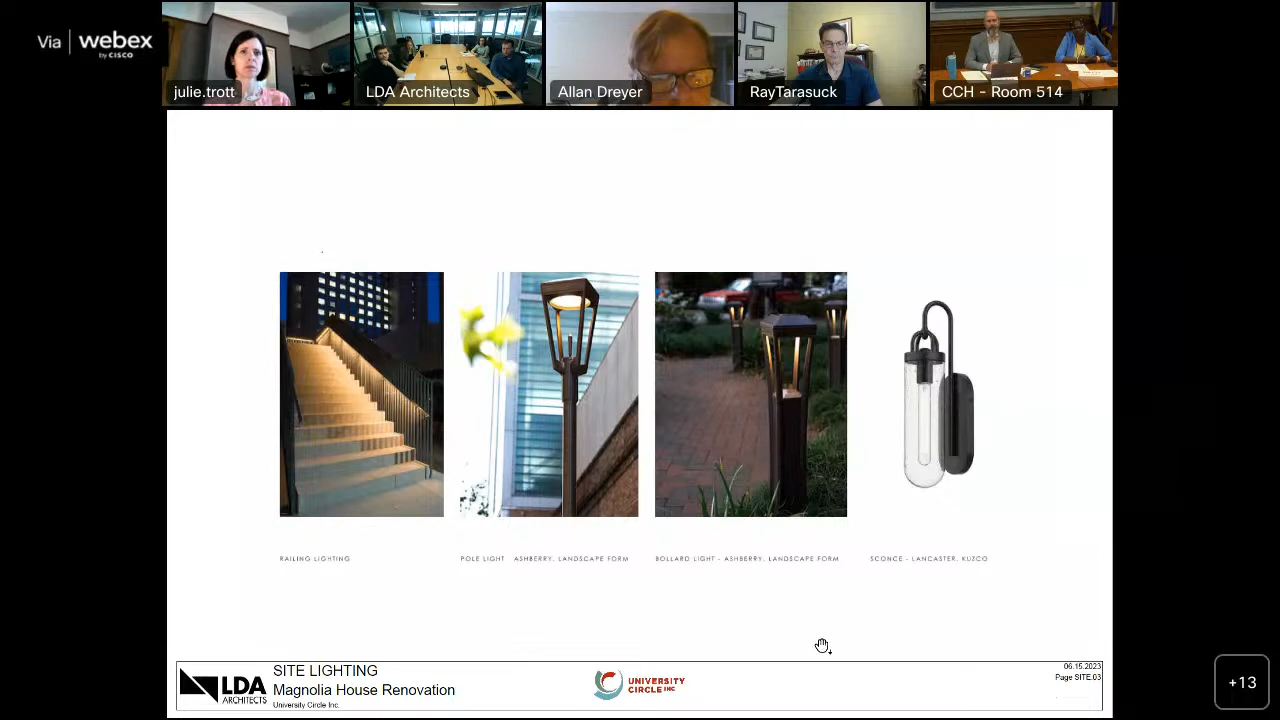 Via webex
by CISCO
julie.trott
LDA Architects
Allan Dreyer
RayTarasuck
CCH - Room 514
RAILING LIGHTING
POLE LIGHT ASHBERRY, LANDSCAPE FORM
BOLLARD LIGHT - ASHBERRY, LANDSCAPE FORM
SCONCE - LANCASTER, KUZCO
LDA
ARCHITECTS
SITE LIGHTING
Magnolia House Renovation
University Circle Inc.
UNIVERSITY
CIRCLE INC
06.15.2023
Page SITE.03
+13